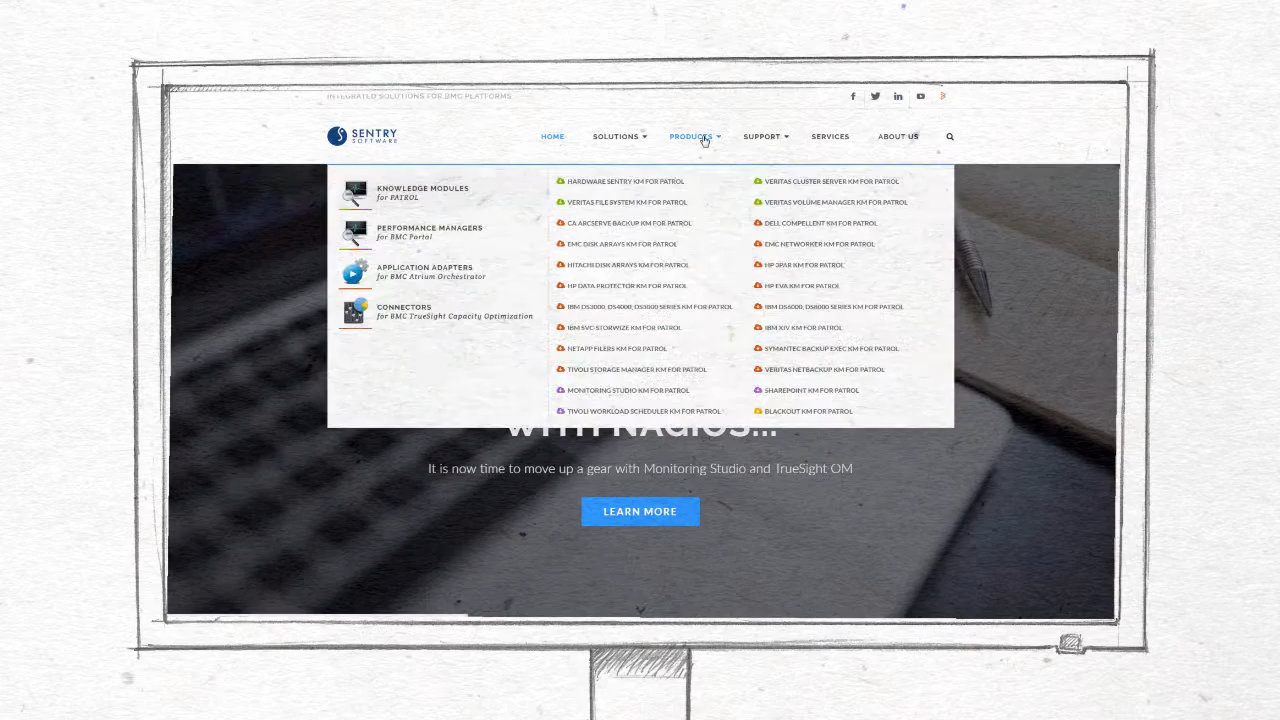 INTEGRATED SOLUTIONS FOR BMC PLATFORMS
SENTRY
SOFTWARE
HOME
SOLUTIONS
PRODUCTS
SUPPORT
SERVICES
ABOUT US
KNOWLEDGE MODULES
for PATROL
PERFORMANCE MANAGERS
for BMC Portal
APPLICATION ADAPTERS
for BMC Atrium Orchestrator
CONNECTORS
for BMC TrueSight Capacity Optimization
HARDWARE SENTRY KM FOR PATROL
VERITAS FILE SYSTEM KM FOR PATROL
CA ARCSERVE BACKUP KM FOR PATROL
EMC DISK ARRAYS KM FOR PATROL
HITACHI DISK ARRAYS KM FOR PATROL
HP DATA PROTECTOR KM FOR PATROL
IBM DS3000, DS4000, DS5000 SERIES KM FOR PATROL
IBM SVC-STORWIZE KM FOR PATROL
NETAPP FILERS KM FOR PATROL
TIVOLI STORAGE MANAGER KM FOR PATROL
MONITORING STUDIO KM FOR PATROL
TIVOLI WORKLOAD SCHEDULER KM FOR PATROL
VERITAS CLUSTER SERVER KM FOR PATROL
VERITAS VOLUME MANAGER KM FOR PATROL
DELL COMPELLENT KM FOR PATROL
EMC NETWORKER KM FOR PATROL
HP 3PAR KM FOR PATROL
HP EVA KM FOR PATROL
IBM DS6000, DS8000 SERIES KM FOR PATROL
IBM XIV KM FOR PATROL
SYMANTEC BACKUP EXEC KM FOR PATROL
VERITAS NETBACKUP KM FOR PATROL
SHAREPOINT KM FOR PATROL
BLACKOUT KM FOR PATROL
WITH NAGIOS...
It is now time to move up a gear with Monitoring Studio and TrueSight OM
LEARN MORE